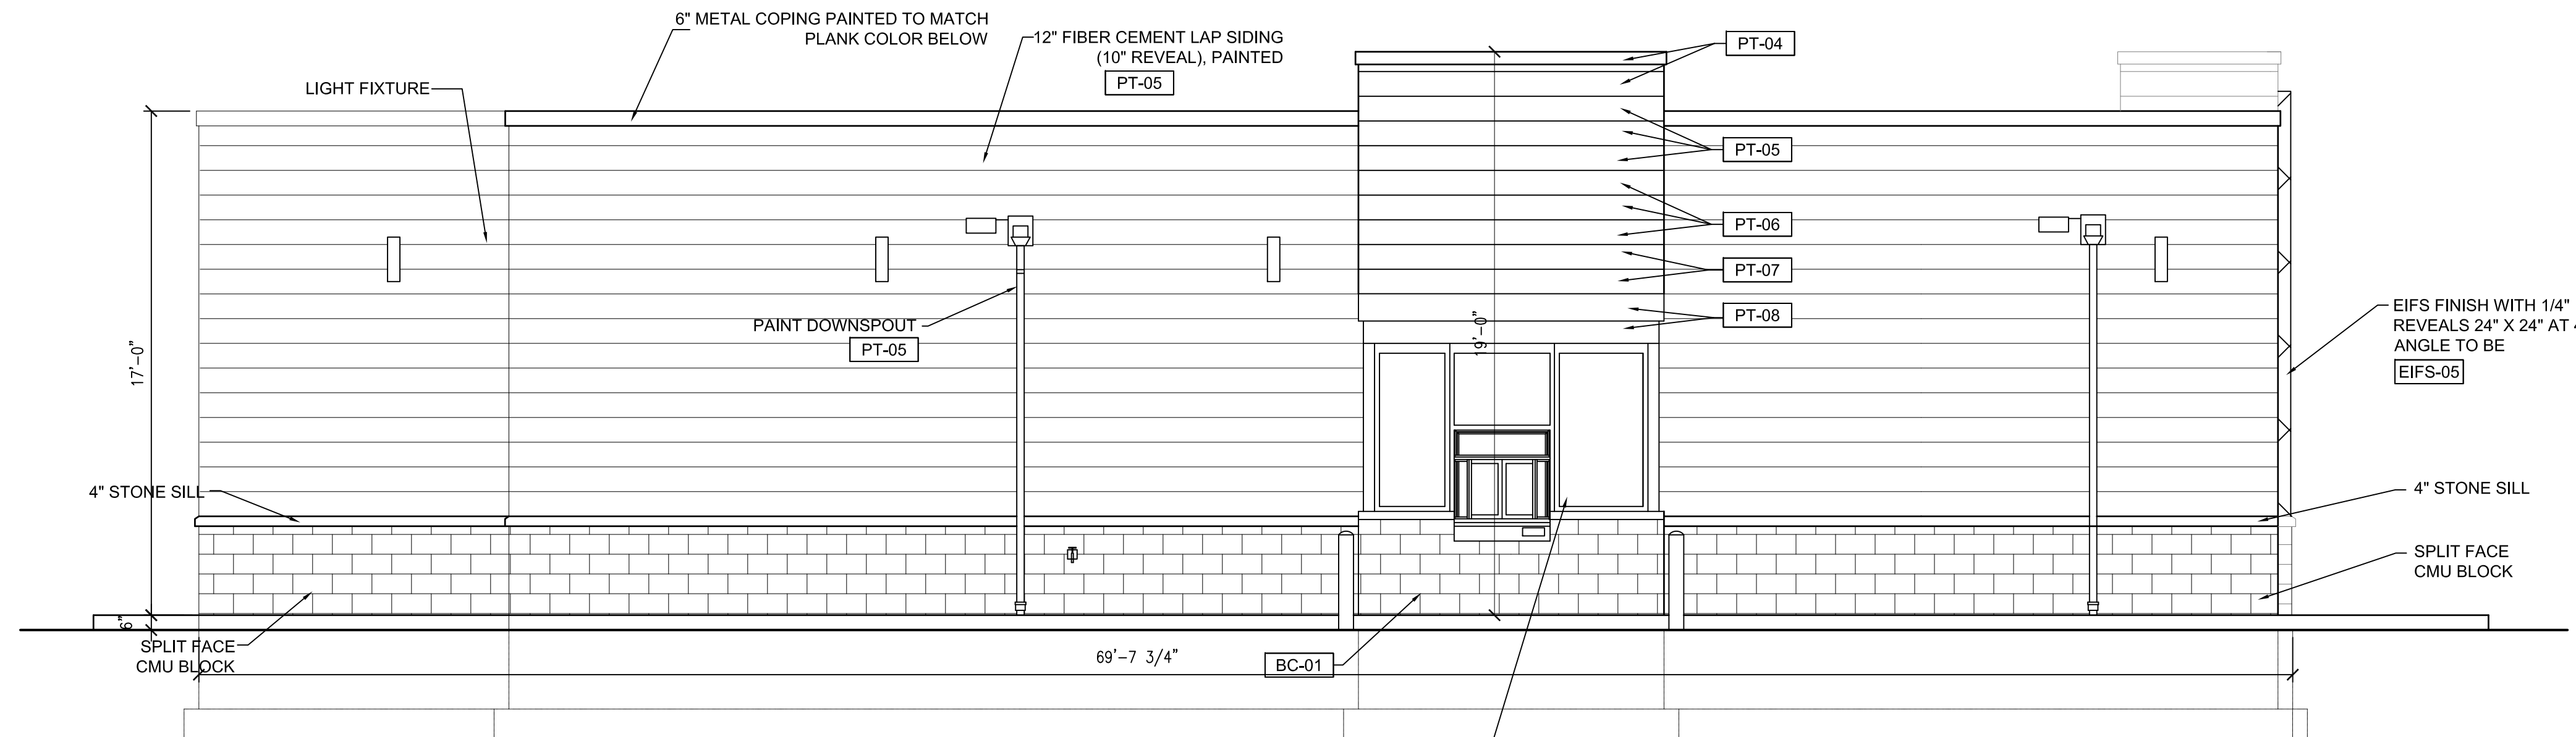 6" METAL COPING PAINTED TO MATCH
PLANK COLOR BELOW
12" FIBER CEMENT LAP SIDING
(10" REVEAL), PAINTED
PT-05
LIGHT FIXTURE
PT-04
PT-05
PT-06
PT-07
PT-08
PAINT DOWNSPOUT
PT-05
17'-0"
19'-0"
EIFS FINISH WITH 1/4"
REVEALS 24" X 24" AT
ANGLE TO BE
EIFS-05
4" STONE SILL
4" STONE SILL
SPLIT FACE
CMU BLOCK
6"
SPLIT FACE
CMU BLOCK
69'-7 3/4"
BC-01